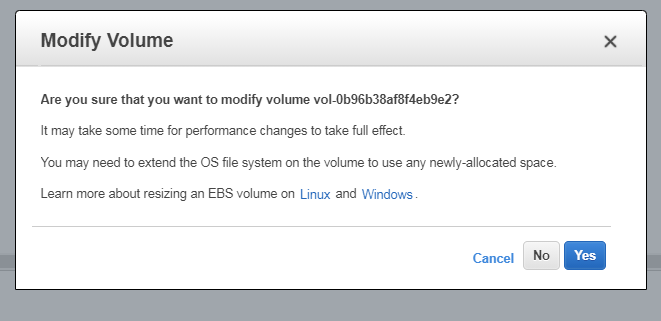 Modify Volume
Are you sure that you want to modify volume vol-0b96b38af8f4eb9e2?
It may take some time for performance changes to take full effect.
You may need to extend the OS file system on the volume to use any newly-allocated space.
Learn more about resizing an EBS volume on Linux and Windows.
Cancel No Yes